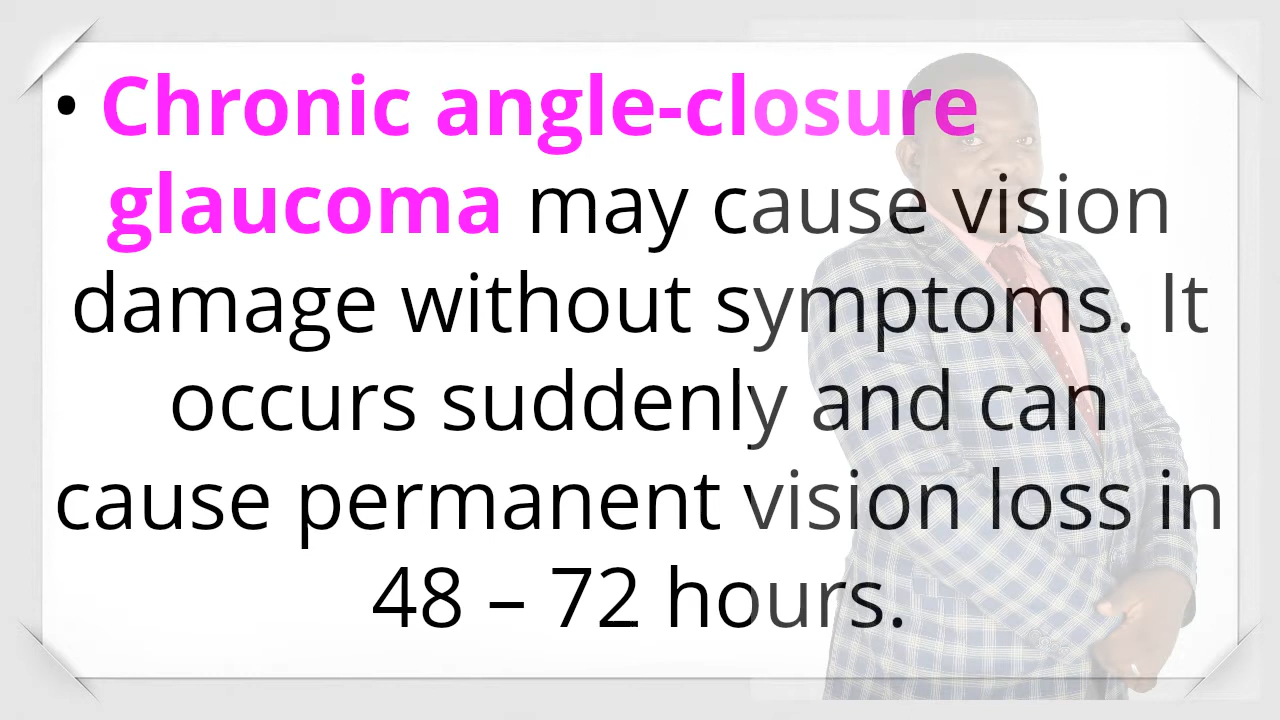 • Chronic angle-closure
glaucoma may cause vision
damage without symptoms. It
occurs suddenly and can
cause permanent vision loss in
48 – 72 hours.